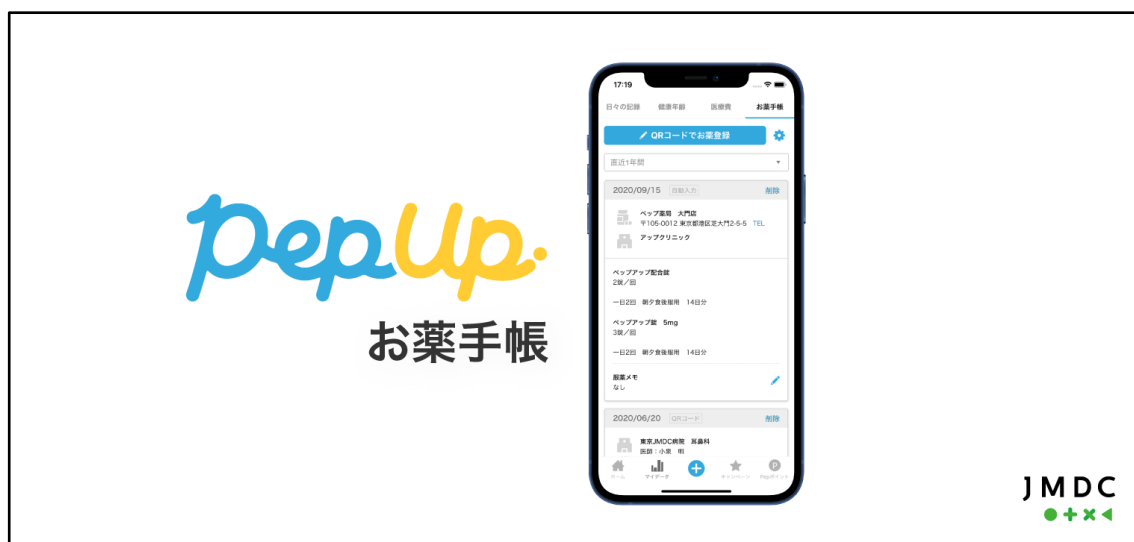 PepUp
お薬手帳
17:19
日々の記録 健康年齢 医療費 お薬手帳
QRコードでお薬登録
直近1年間
2020/09/15 自動入力 削除
ペップ薬局 大門店
〒105-0012 東京都港区芝大門2-5-5 TEL
アップクリニック
ペップアップ配合錠
2錠/回
一日2回 朝夕食後服用 14日分
ペップアップ錠 5mg
3錠/回
一日2回 朝夕食後服用 14日分
服薬メモ
なし
2020/06/20 QRコード 削除
東京JMDC病院 耳鼻科
医師:小泉 明
ホーム マイデータ キャンペーン Pepポイント
JMDC